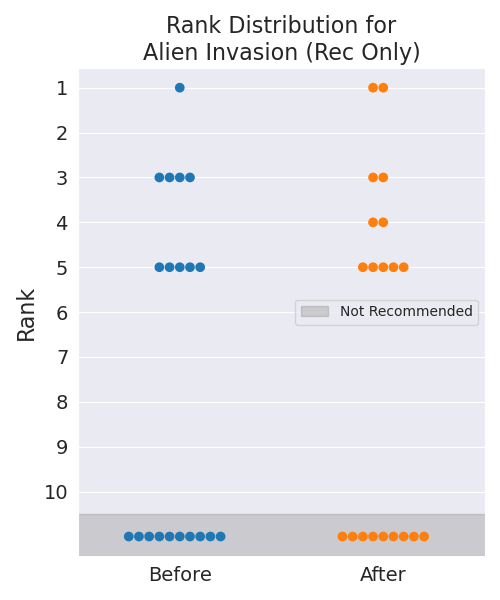 Rank Distribution for
Alien Invasion (Rec Only)
Rank
1
2
3
4
5
6
7
8
9
10
Not Recommended
Before
After